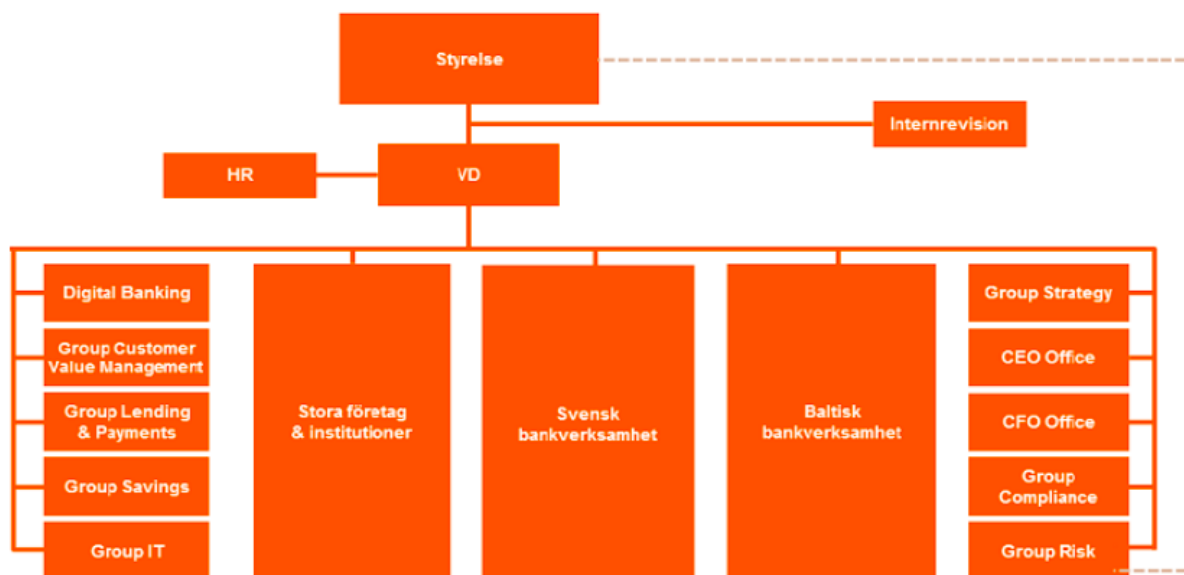 Styrelse
Internrevision
HR
VD
Digital Banking
Group Customer
Value Management
Group Lending
& Payments
Group Savings
Group IT
Stora företag
& institutioner
Svensk
bankverksamhet
Baltisk
bankverksamhet
Group Strategy
CEO Office
CFO Office
Group
Compliance
Group Risk